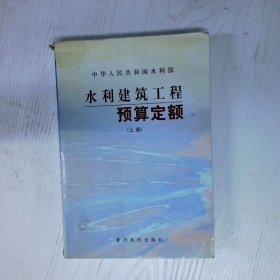 中华人民共和国水利部
水利建筑工程
预算定额
(上册)
黄河水利出版社